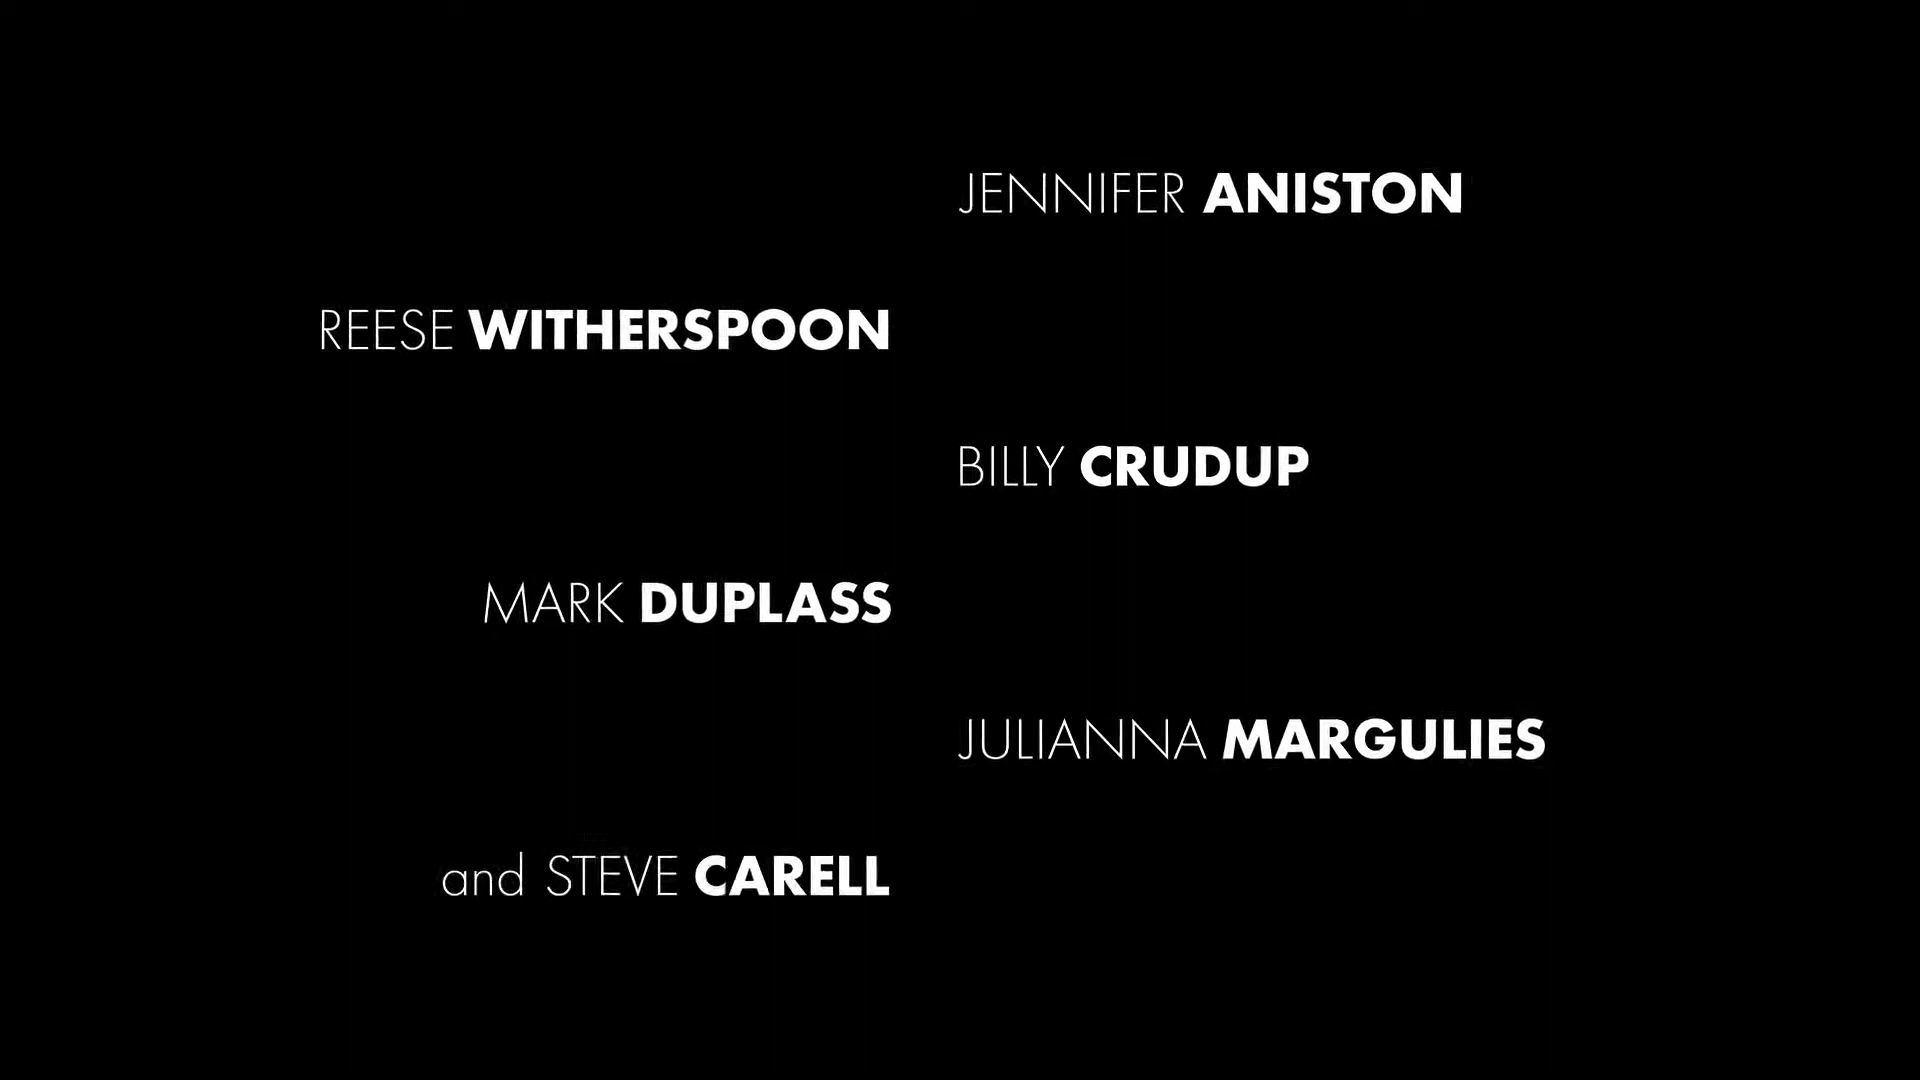 JENNIFER ANISTON
REESE WITHERSPOON
BILLY CRUDUP
MARK DUPLASS
JULIANNA MARGULIES
and STEVE CARELL